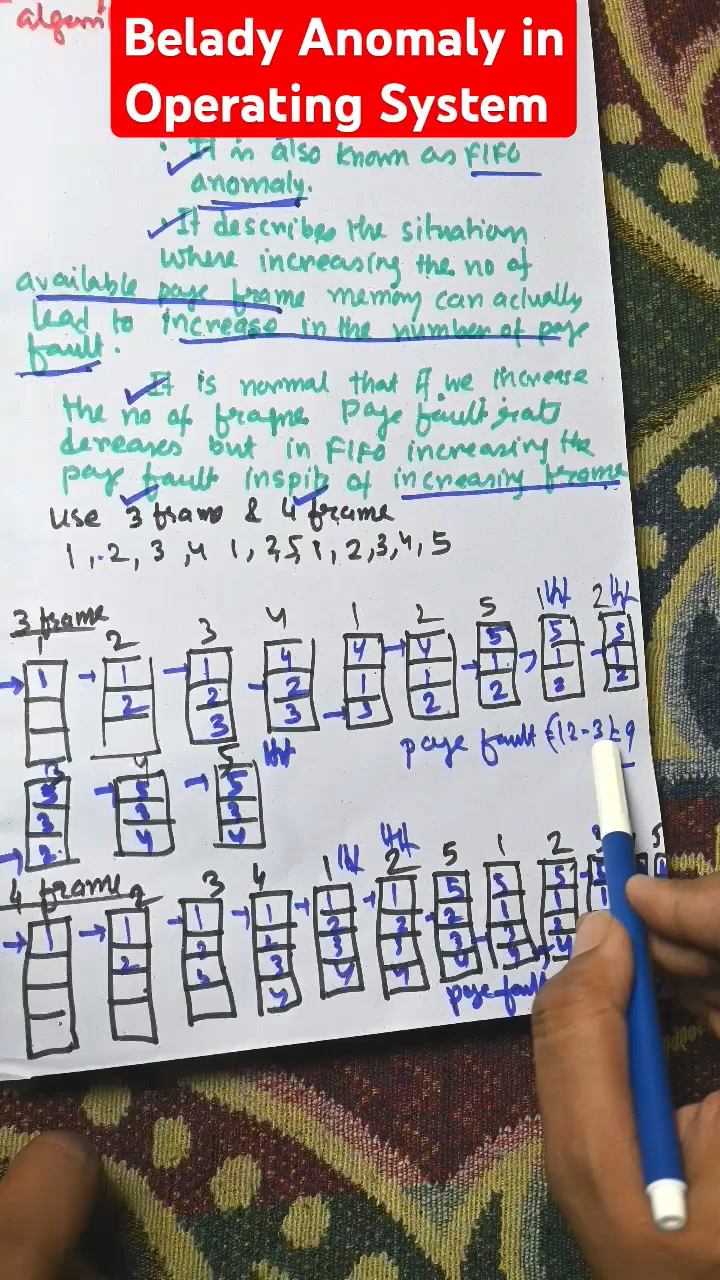 algorit
Belady Anomaly in
Operating System
• It is also known as FIFO
anomaly.
• It describes the situation
where increasing the no of
available page frame memory can actually
lead to increase in the number of page
fault.
It is normal that if we increase
the no of frame page fault rate
decreases but in FIFO increasing the
page fault inspite of increasing frame
use 3 frame & 4 frame
1, 2, 3, 4 1, 2, 5, 1, 2, 3, 4, 5
3 frame
1 2 3 4 1 2 5 1 Hit 2 Hit
1 1 1 4 4 4 5 5 5
2 2 2 1 1 1 1 1
3 3 3 2 2 2 2
page fault = (12-3) = 9
3 4 5 Hit
5 5 5
3 3 3
2 4 4
4 frame
1 2 3 4 1 Hit 2 Hit 5 1 2 3 5
1 1 1 1 1 1 5 5 5 5
2 2 2 2 2 2 1 1 1
3 3 3 3 3 2
4 4 4 4 4 4
page fault